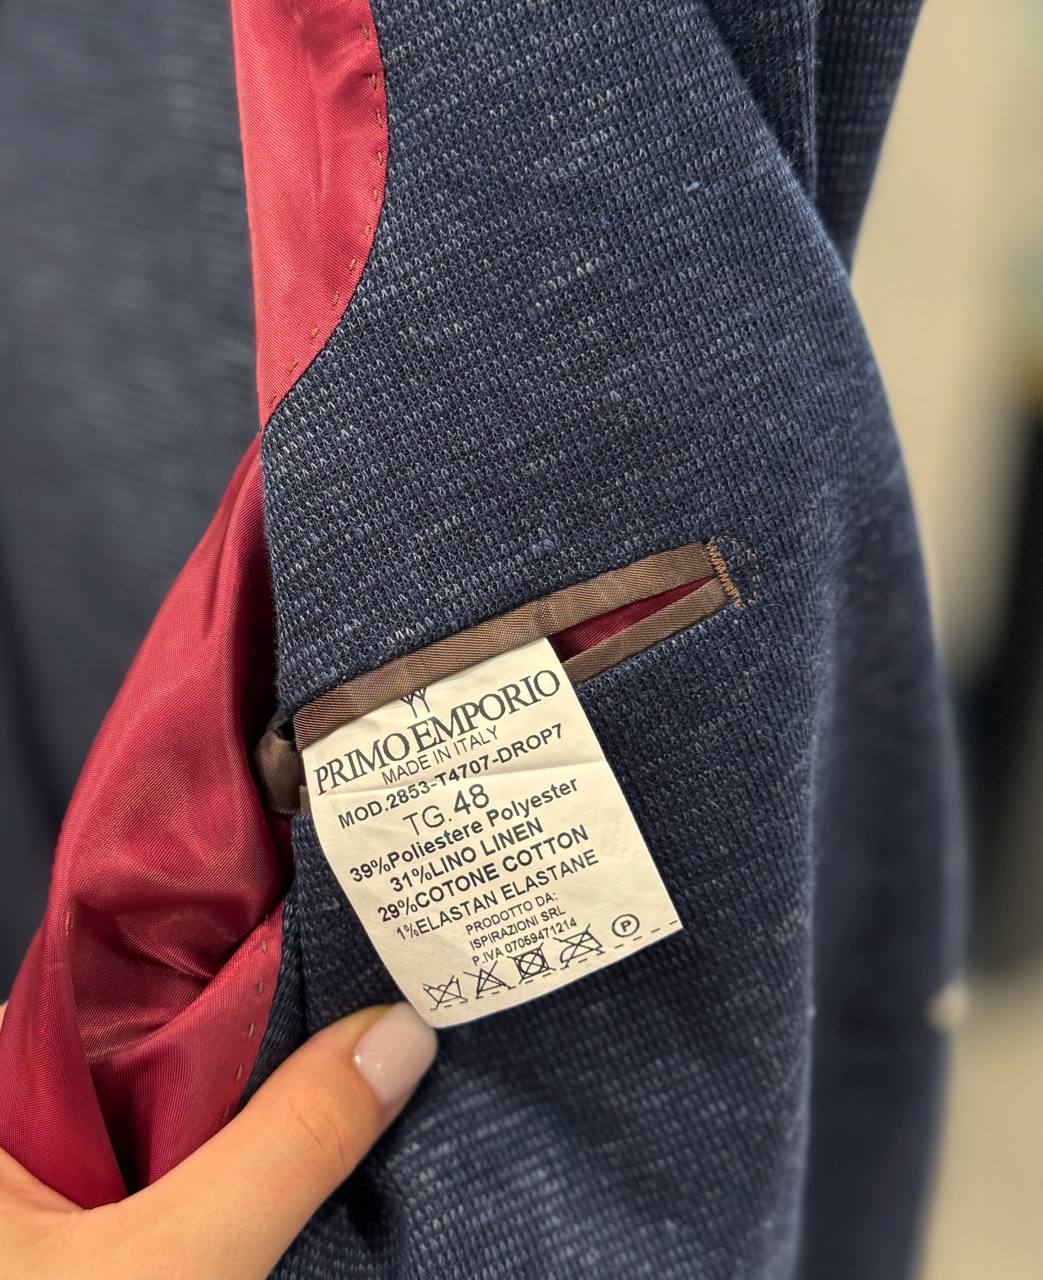 PRIMO EMPORIO
MADE IN ITALY
MOD.2853-T4707-DROP7
TG.48
39%Poliestere Polyester
31%LINO LINEN
29%COTONE COTTON
1%ELASTAN ELASTANE
PRODOTTO DA:
ISPIRAZIONI SRL
P.IVA 07059471214
P